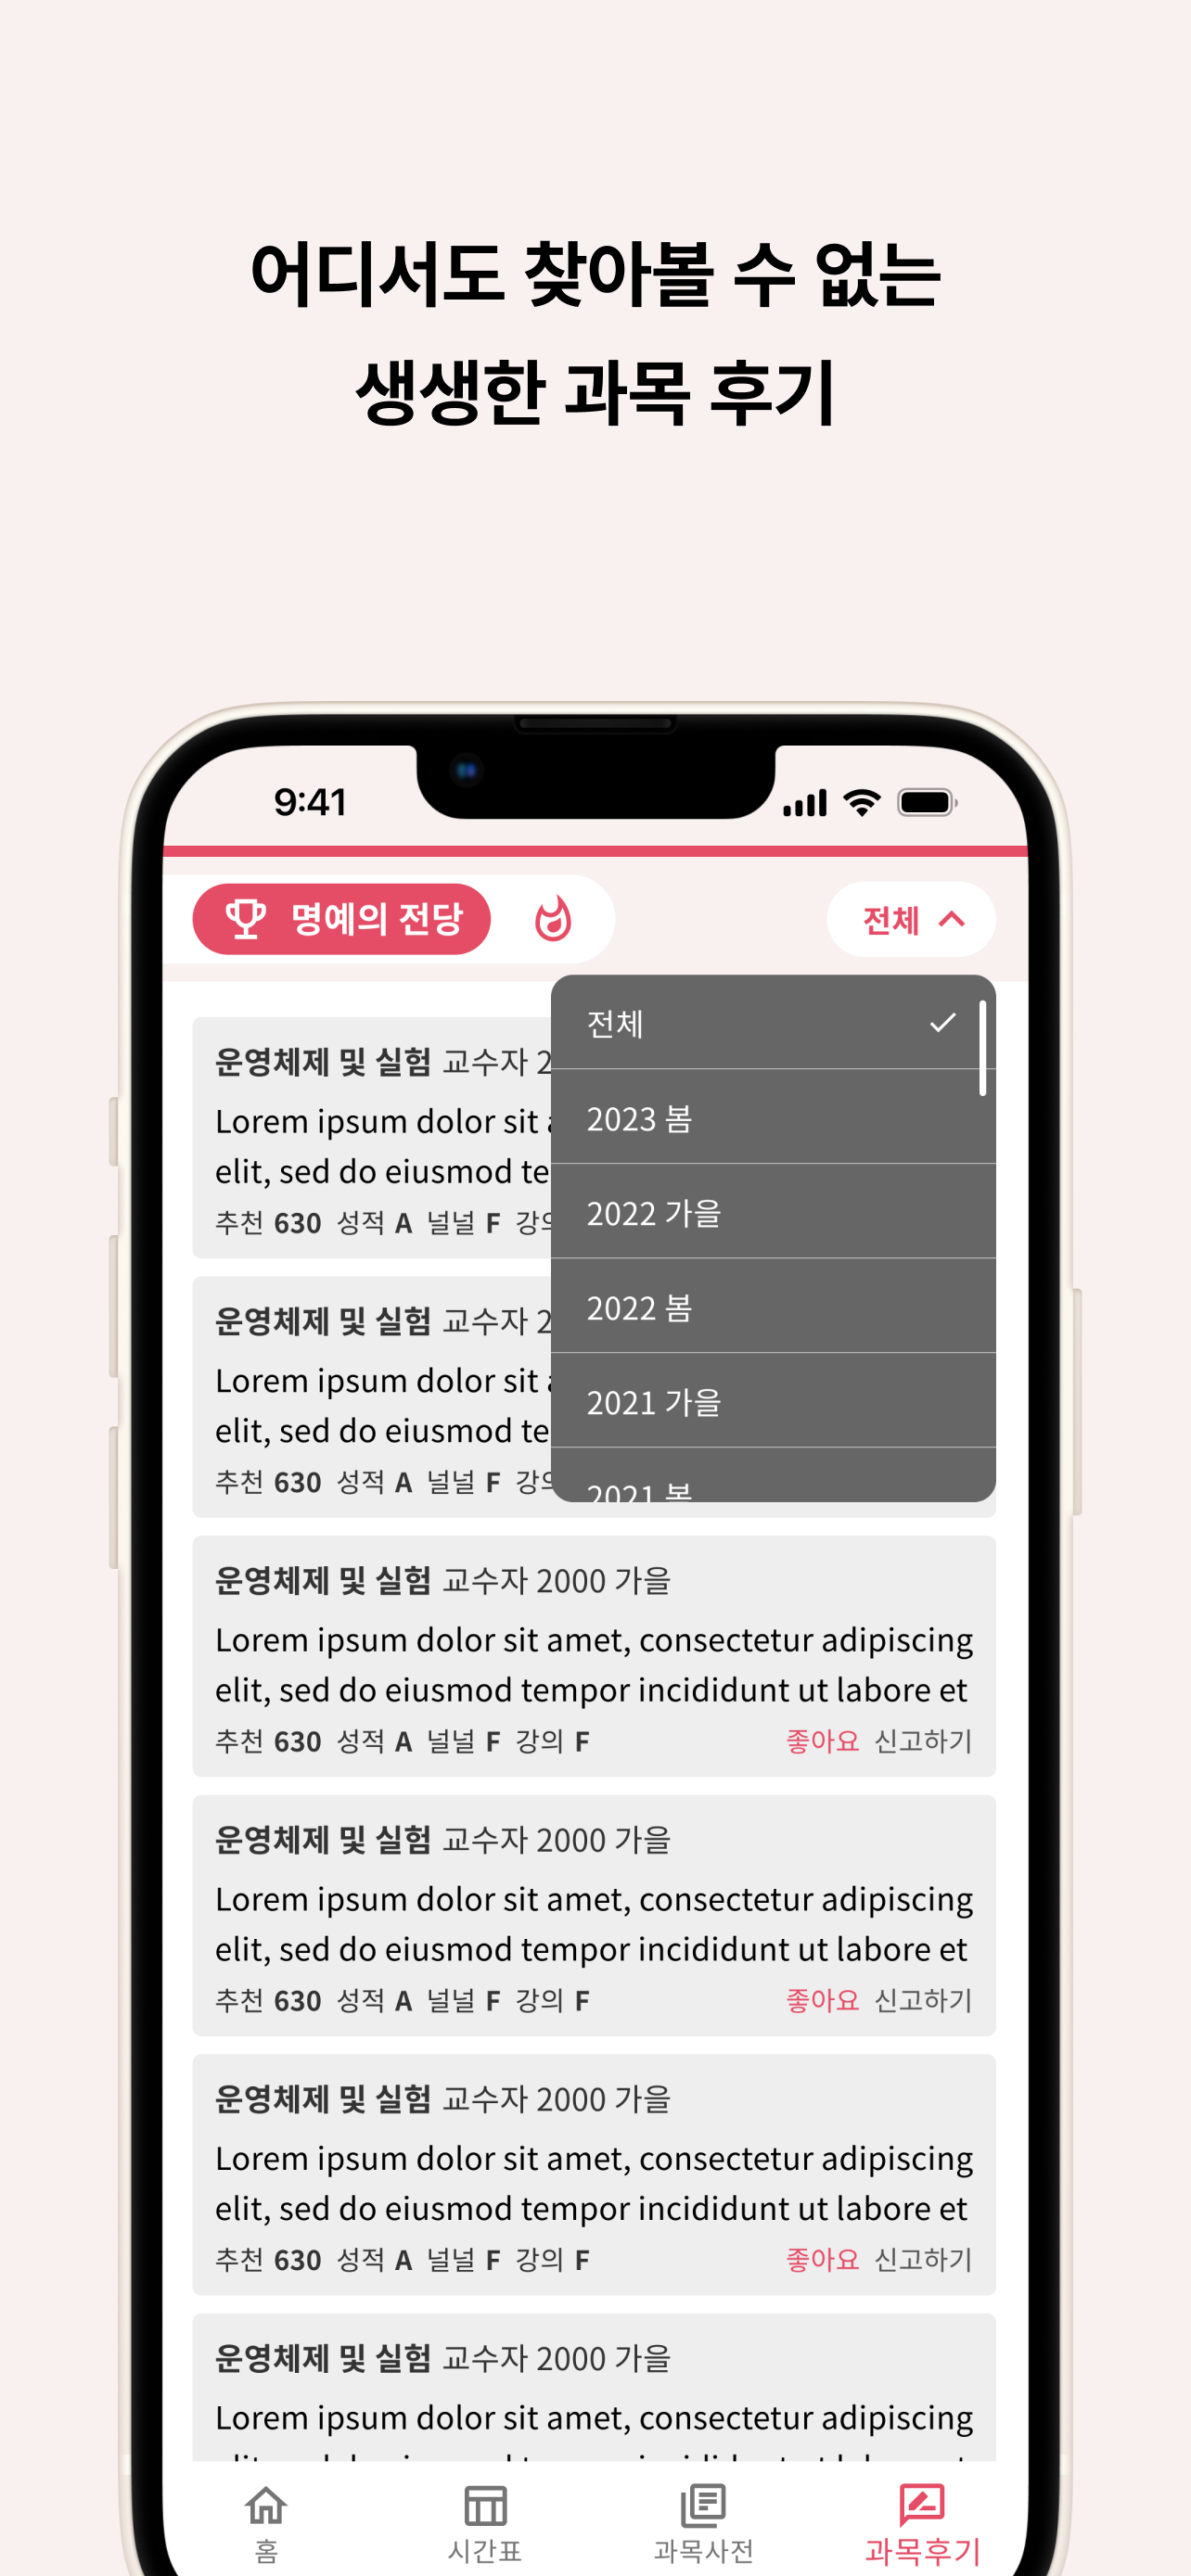 어디서도 찾아볼 수 없는
생생한 과목 후기
9:41
명예의 전당
전체
전체
2023 봄
2022 가을
2022 봄
2021 가을
2021 봄
운영체제 및 실험 교수자 2
Lorem ipsum dolor sit
elit, sed do eiusmod te
추천 630 성적 A 널널 F 강의
운영체제 및 실험 교수자 2
Lorem ipsum dolor sit
elit, sed do eiusmod te
추천 630 성적 A 널널 F 강의
운영체제 및 실험 교수자 2000 가을
Lorem ipsum dolor sit amet, consectetur adipiscing
elit, sed do eiusmod tempor incididunt ut labore et
추천 630 성적 A 널널 F 강의 F 좋아요 신고하기
운영체제 및 실험 교수자 2000 가을
Lorem ipsum dolor sit amet, consectetur adipiscing
elit, sed do eiusmod tempor incididunt ut labore et
추천 630 성적 A 널널 F 강의 F 좋아요 신고하기
운영체제 및 실험 교수자 2000 가을
Lorem ipsum dolor sit amet, consectetur adipiscing
elit, sed do eiusmod tempor incididunt ut labore et
추천 630 성적 A 널널 F 강의 F 좋아요 신고하기
운영체제 및 실험 교수자 2000 가을
Lorem ipsum dolor sit amet, consectetur adipiscing
홈 시간표 과목사전 과목후기